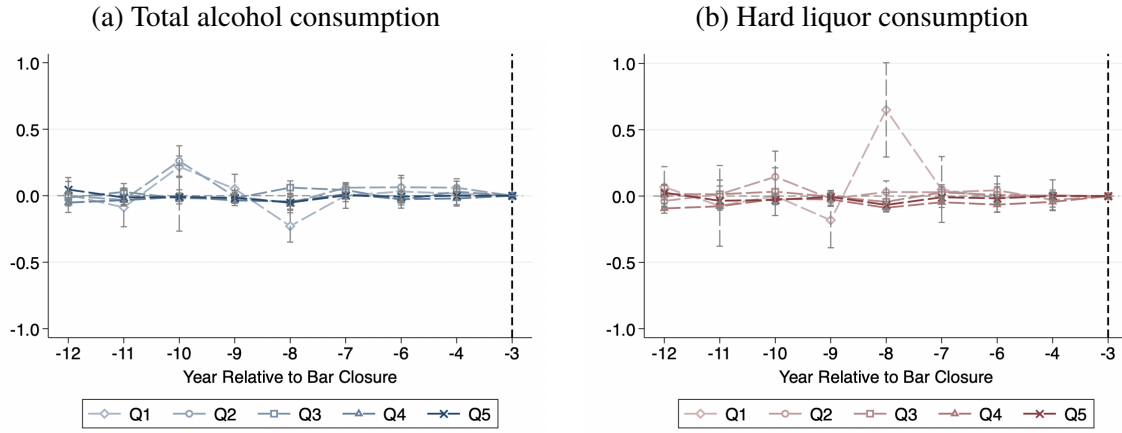 (a) Total alcohol consumption
1.0
0.5
0.0
-0.5
-1.0
-12 -11 -10 -9 -8 -7 -6 -4 -3
Year Relative to Bar Closure
Q1 Q2 Q3 Q4 Q5
(b) Hard liquor consumption
1.0
0.5
0.0
-0.5
-1.0
-12 -11 -10 -9 -8 -7 -6 -4 -3
Year Relative to Bar Closure
Q1 Q2 Q3 Q4 Q5